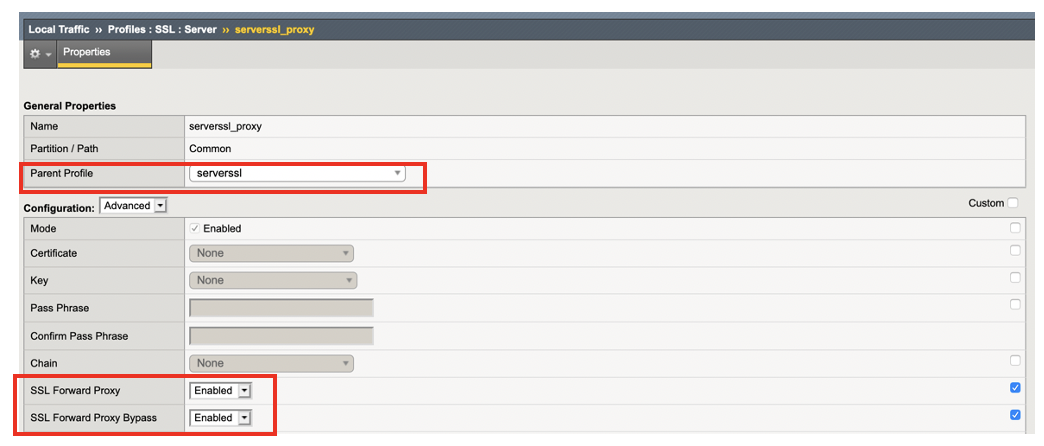 Local Traffic ›› Profiles : SSL : Server ›› serverssl_proxy
Properties
General Properties
Name serverssl_proxy
Partition / Path Common
Parent Profile serverssl
Configuration: Advanced Custom
Mode Enabled
Certificate None
Key None
Pass Phrase
Confirm Pass Phrase
Chain None
SSL Forward Proxy Enabled
SSL Forward Proxy Bypass Enabled